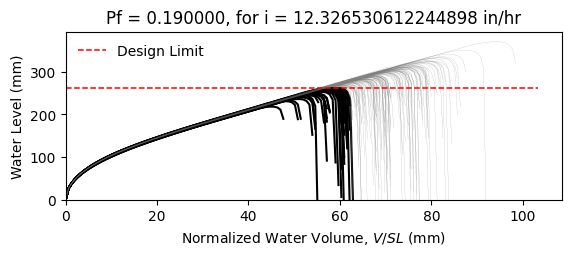 Pf = 0.190000, for i = 12.326530612244898 in/hr
Design Limit
Water Level (mm)
300
200
100
0
0 20 40 60 80 100
Normalized Water Volume, V/SL (mm)